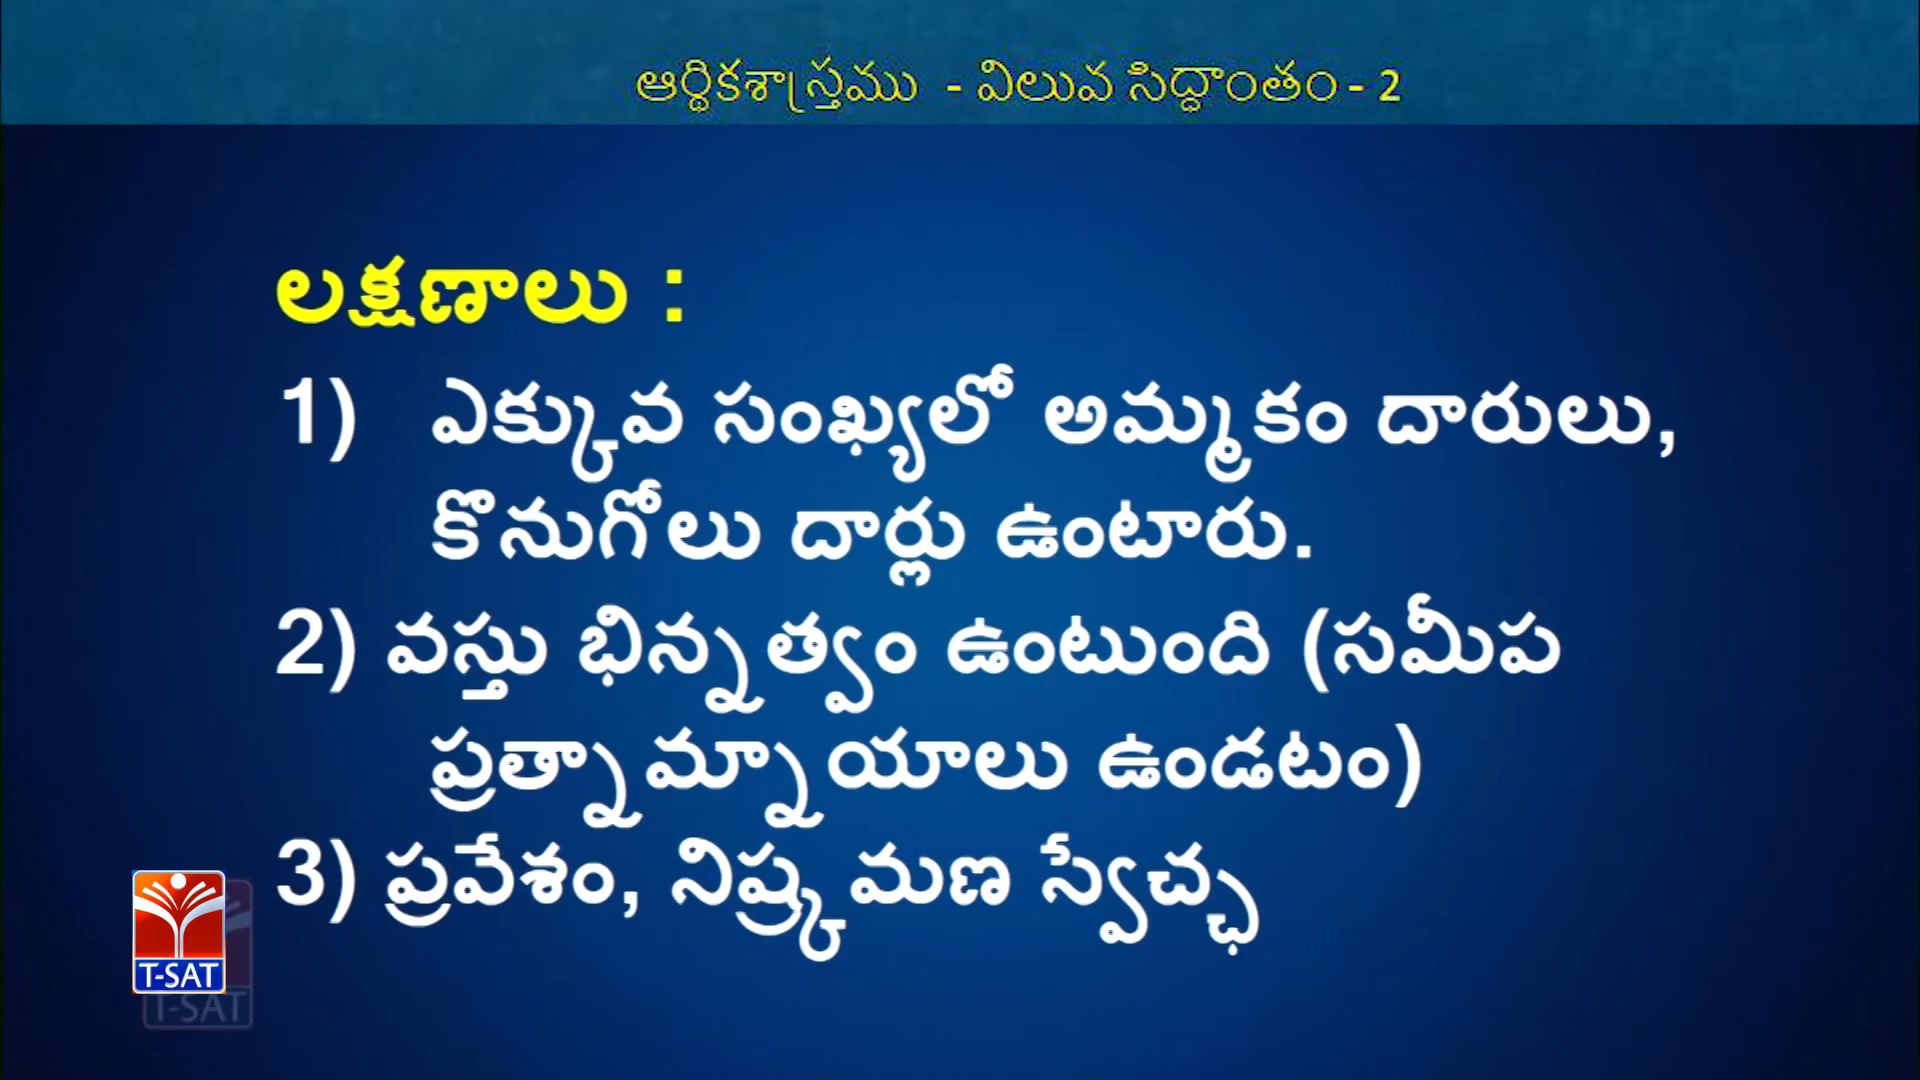 ఆర్థికశాస్త్రము - విలువ సిద్ధాంతం - 2
లక్షణాలు :
1) ఎక్కువ సంఖ్యలో అమ్మకం దారులు,
కొనుగోలు దార్లు ఉంటారు.
2) వస్తు భిన్నత్వం ఉంటుంది (సమీప
ప్రత్నామ్నాయాలు ఉండటం)
3) ప్రవేశం, నిష్క్రమణ స్వేచ్ఛ
T-SAT
T-SAT